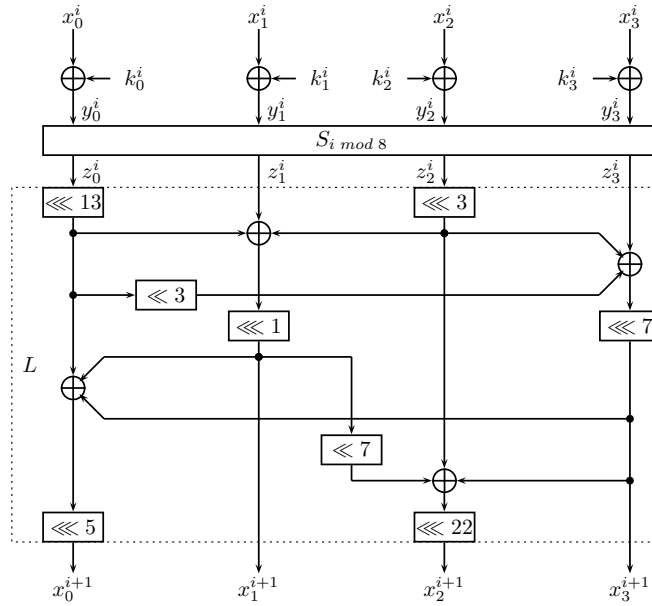 x_0^i x_1^i x_2^i x_3^i
k_0^i k_1^i k_2^i k_3^i
y_0^i y_1^i y_2^i y_3^i
S_{i mod 8}
z_0^i z_1^i z_2^i z_3^i
⋘ 13 ⋘ 3
≪ 3
⋘ 1 ⋘ 7
L
≪ 7
⋘ 5 ⋘ 22
x_0^{i+1} x_1^{i+1} x_2^{i+1} x_3^{i+1}